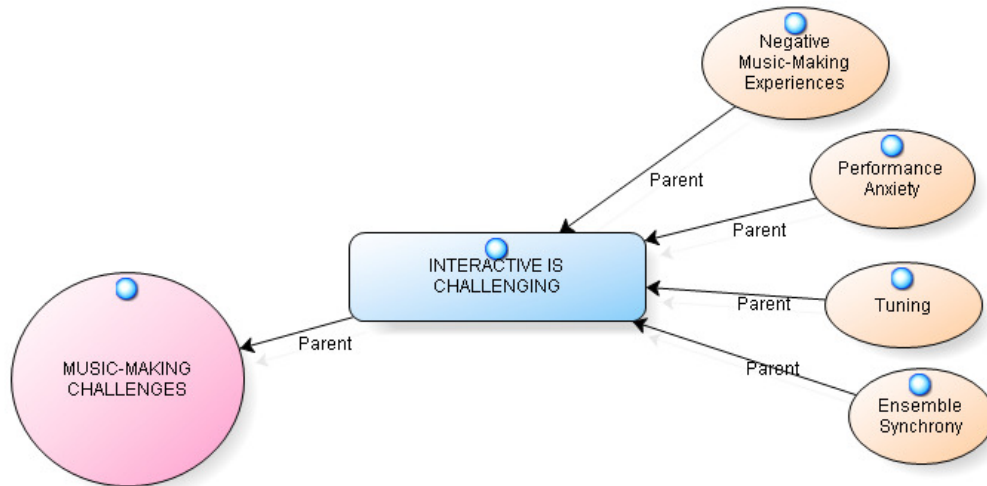 Negative
Music-Making
Experiences
Performance
Anxiety
Parent
Parent
INTERACTIVE IS
CHALLENGING
Parent
Tuning
Parent
MUSIC-MAKING
CHALLENGES
Parent
Ensemble
Synchrony